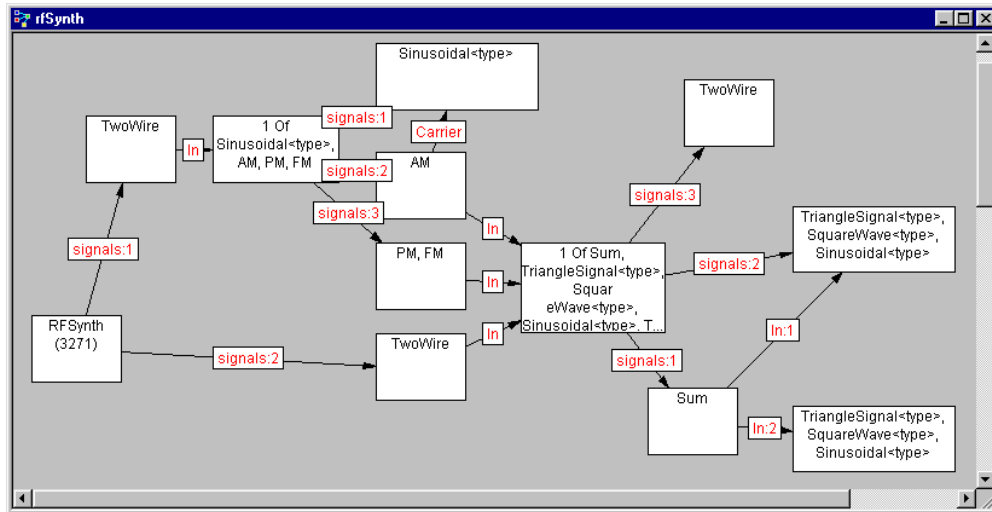 rfSynth
Sinusoidal<type>
TwoWire
signals:1
TwoWire
1 Of
Sinusoidal<type>,
AM, PM, FM
In
Carrier
signals:2
AM
signals:3
signals:3
TriangleSignal<type>,
SquareWave<type>,
Sinusoidal<type>
signals:1
In
PM, FM
1 Of Sum,
TriangleSignal<type>,
Squar
eWave<type>,
Sinusoidal<type>, T...
signals:2
In
RFSynth
(3271)
In
In:1
signals:2
TwoWire
signals:1
Sum
TriangleSignal<type>,
SquareWave<type>,
Sinusoidal<type>
In:2